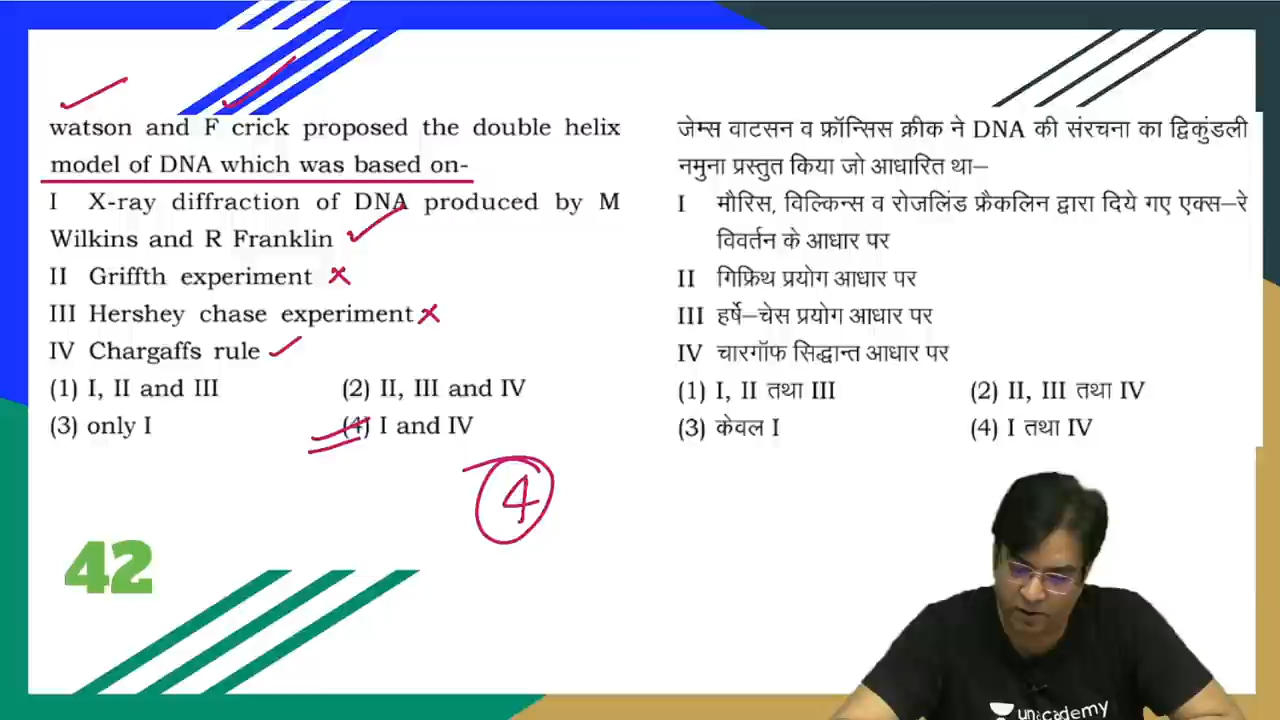 watson and F crick proposed the double helix
model of DNA which was based on-
I X-ray diffraction of DNA produced by M
Wilkins and R Franklin
II Griffth experiment
III Hershey chase experiment
IV Chargaffs rule
(1) I, II and III (2) II, III and IV
(3) only I (4) I and IV
4
42
जेम्स वाटसन व फ्रॉन्सिस क्रीक ने DNA की संरचना का द्विकुंडली
नमुना प्रस्तुत किया जो आधारित था–
I मौरिस, विल्किन्स व रोजलिंड फ्रैकलिन द्वारा दिये गए एक्स–रे
विवर्तन के आधार पर
II गिफ्रिथ प्रयोग आधार पर
III हर्षे–चेस प्रयोग आधार पर
IV चारगॉफ सिद्धान्त आधार पर
(1) I, II तथा III (2) II, III तथा IV
(3) केवल I (4) I तथा IV
unacademy